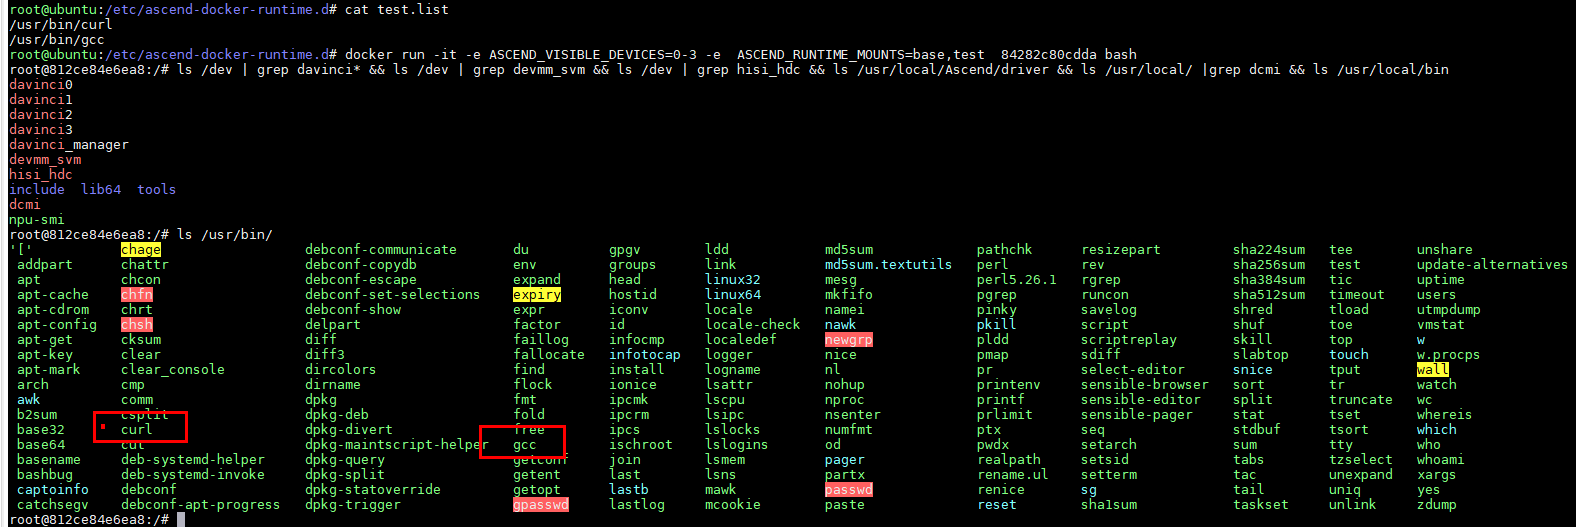 root@ubuntu:/etc/ascend-docker-runtime.d# cat test.list
/usr/bin/curl
/usr/bin/gcc
root@ubuntu:/etc/ascend-docker-runtime.d# docker run -it -e ASCEND_VISIBLE_DEVICES=0-3 -e  ASCEND_RUNTIME_MOUNTS=base,test  84282c80cdda bash
root@812ce84e6ea8:/# ls /dev | grep davinci* && ls /dev | grep devmm_svm && ls /dev | grep hisi_hdc && ls /usr/local/Ascend/driver && ls /usr/local/ |grep dcmi && ls /usr/local/bin
davinci0
davinci1
davinci2
davinci3
davinci_manager
devmm_svm
hisi_hdc
include  lib64  tools
dcmi
npu-smi
root@812ce84e6ea8:/# ls /usr/bin/
'['  chage  debconf-communicate  du  gpgv  ldd  md5sum  pathchk  resizepart  sha224sum  tee  unshare
addpart  chattr  debconf-copydb  env  groups  link  md5sum.textutils  perl  rev  sha256sum  test  update-alternatives
apt  chcon  debconf-escape  expand  head  linux32  mesg  perl5.26.1  rgrep  sha384sum  tic  uptime
apt-cache  chfn  debconf-set-selections  expiry  hostid  linux64  mkfifo  pgrep  runcon  sha512sum  timeout  users
apt-cdrom  chrt  debconf-show  expr  iconv  locale  namei  pinky  savelog  shred  tload  utmpdump
apt-config  chsh  delpart  factor  id  locale-check  nawk  pkill  script  shuf  toe  vmstat
apt-get  cksum  diff  faillog  infocmp  localedef  newgrp  pldd  scriptreplay  skill  top  w
apt-key  clear  diff3  fallocate  infotocap  logger  nice  pmap  sdiff  slabtop  touch  w.procps
apt-mark  clear_console  dircolors  find  install  logname  nl  pr  select-editor  snice  tput  wall
arch  cmp  dirname  flock  ionice  lsattr  nohup  printenv  sensible-browser  sort  tr  watch
awk  comm  dpkg  fmt  ipcmk  lscpu  nproc  printf  sensible-editor  split  truncate  wc
b2sum  csplit  dpkg-deb  fold  ipcrm  lsipc  nsenter  prlimit  sensible-pager  stat  tset  whereis
base32  curl  dpkg-divert  free  ipcs  lslocks  numfmt  ptx  seq  stdbuf  tsort  which
base64  cut  dpkg-maintscript-helper  gcc  ischroot  lslogins  od  pwdx  setarch  sum  tty  who
basename  deb-systemd-helper  dpkg-query  getconf  join  lsmem  pager  realpath  setsid  tabs  tzselect  whoami
bashbug  deb-systemd-invoke  dpkg-split  getent  last  lsns  partx  rename.ul  setterm  tac  unexpand  xargs
captoinfo  debconf  dpkg-statoverride  getopt  lastb  mawk  passwd  renice  sg  tail  uniq  yes
catchsegv  debconf-apt-progress  dpkg-trigger  gpasswd  lastlog  mcookie  paste  reset  sha1sum  taskset  unlink  zdump
root@812ce84e6ea8:/#